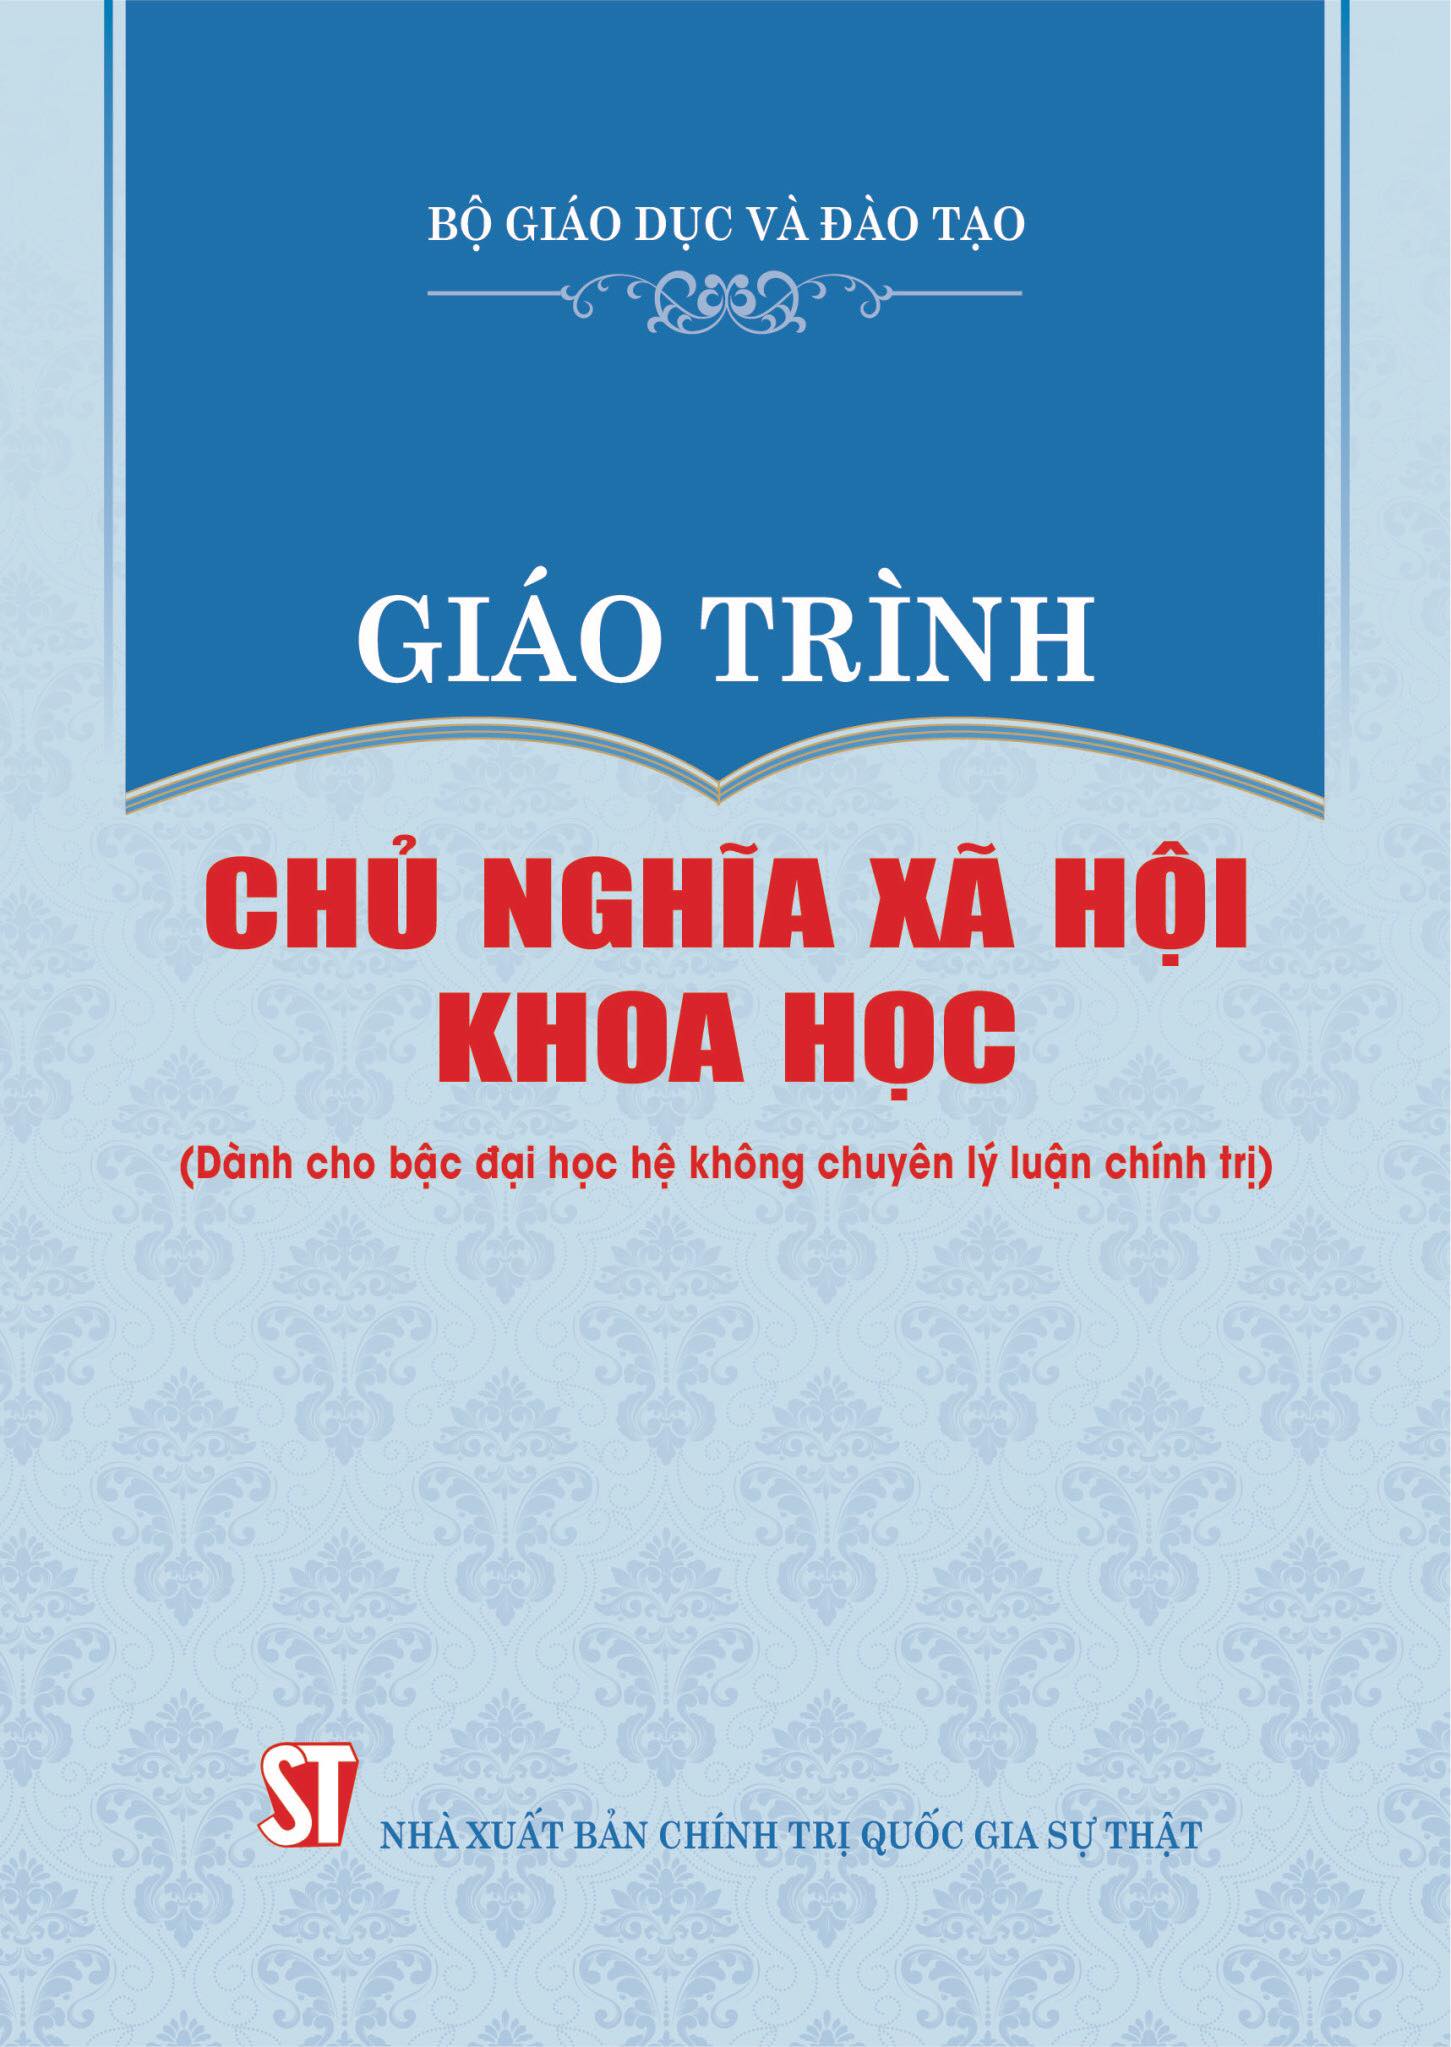 BỘ GIÁO DỤC VÀ ĐÀO TẠO
GIÁO TRÌNH
CHỦ NGHĨA XÃ HỘI
KHOA HỌC
(Dành cho bậc đại học hệ không chuyên lý luận chính trị)
ST
NHÀ XUẤT BẢN CHÍNH TRỊ QUỐC GIA SỰ THẬT